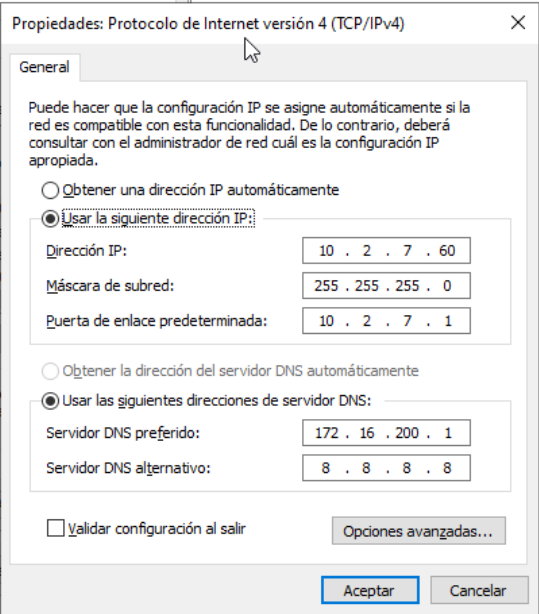 Propiedades: Protocolo de Internet versión 4 (TCP/IPv4)
General
Puede hacer que la configuración IP se asigne automáticamente si la
red es compatible con esta funcionalidad. De lo contrario, deberá
consultar con el administrador de red cuál es la configuración IP
apropiada.
Obtener una dirección IP automáticamente
Usar la siguiente dirección IP:
Dirección IP: 10 . 2 . 7 . 60
Máscara de subred: 255 . 255 . 255 . 0
Puerta de enlace predeterminada: 10 . 2 . 7 . 1
Obtener la dirección del servidor DNS automáticamente
Usar las siguientes direcciones de servidor DNS:
Servidor DNS preferido: 172 . 16 . 200 . 1
Servidor DNS alternativo: 8 . 8 . 8 . 8
Validar configuración al salir
Opciones avanzadas...
Aceptar Cancelar